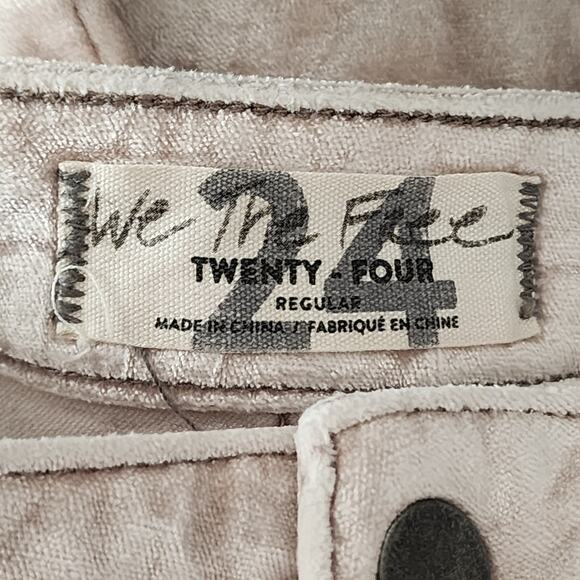 We The Free
24
TWENTY - FOUR
REGULAR
MADE IN CHINA / FABRIQUÉ EN CHINE